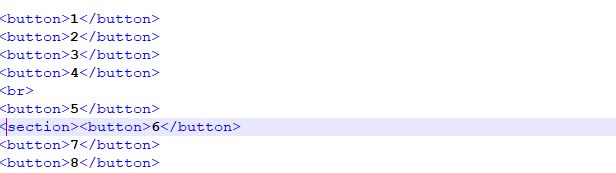 <button>1</button>
<button>2</button>
<button>3</button>
<button>4</button>
<br>
<button>5</button>
<section><button>6</button>
<button>7</button>
<button>8</button>